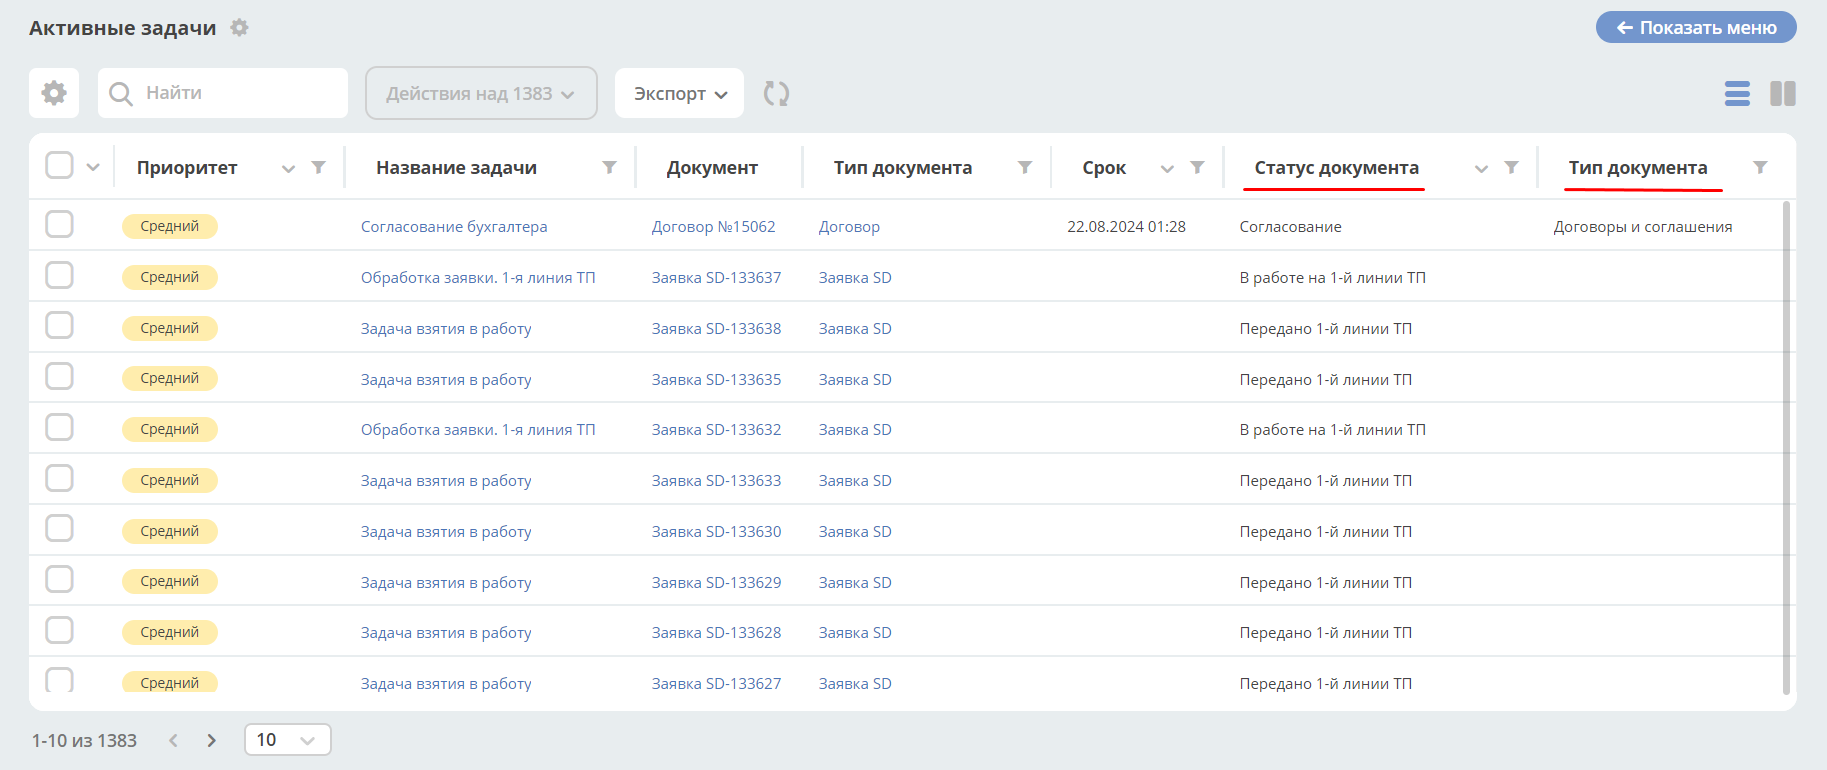 Активные задачи
Показать меню
Найти
Действия над 1383
Экспорт
Приоритет Название задачи Документ Тип документа Срок Статус документа Тип документа
Средний Согласование бухгалтера Договор №15062 Договор 22.08.2024 01:28 Согласование Договоры и соглашения
Средний Обработка заявки. 1-я линия ТП Заявка SD-133637 Заявка SD В работе на 1-й линии ТП
Средний Задача взятия в работу Заявка SD-133638 Заявка SD Передано 1-й линии ТП
Средний Задача взятия в работу Заявка SD-133635 Заявка SD Передано 1-й линии ТП
Средний Обработка заявки. 1-я линия ТП Заявка SD-133632 Заявка SD В работе на 1-й линии ТП
Средний Задача взятия в работу Заявка SD-133633 Заявка SD Передано 1-й линии ТП
Средний Задача взятия в работу Заявка SD-133630 Заявка SD Передано 1-й линии ТП
Средний Задача взятия в работу Заявка SD-133629 Заявка SD Передано 1-й линии ТП
Средний Задача взятия в работу Заявка SD-133628 Заявка SD Передано 1-й линии ТП
Средний Задача взятия в работу Заявка SD-133627 Заявка SD Передано 1-й линии ТП
1-10 из 1383
10